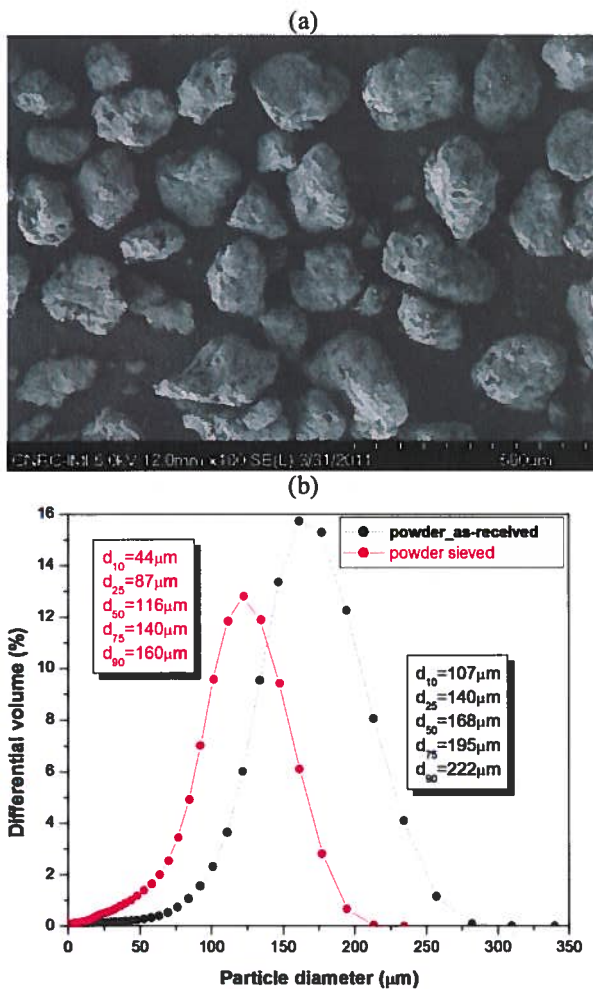 (a)
CNRC-IMI 5.0kV 12.0mm x100 SE(L) 3/31/2011
500um
(b)
16
14
12
10
8
6
4
2
0
Differential volume (%)
powder_as-received
powder sieved
d10=44μm
d25=87μm
d50=116μm
d75=140μm
d90=160μm
d10=107μm
d25=140μm
d50=168μm
d75=195μm
d90=222μm
0 50 100 150 200 250 300 350
Particle diameter (μm)